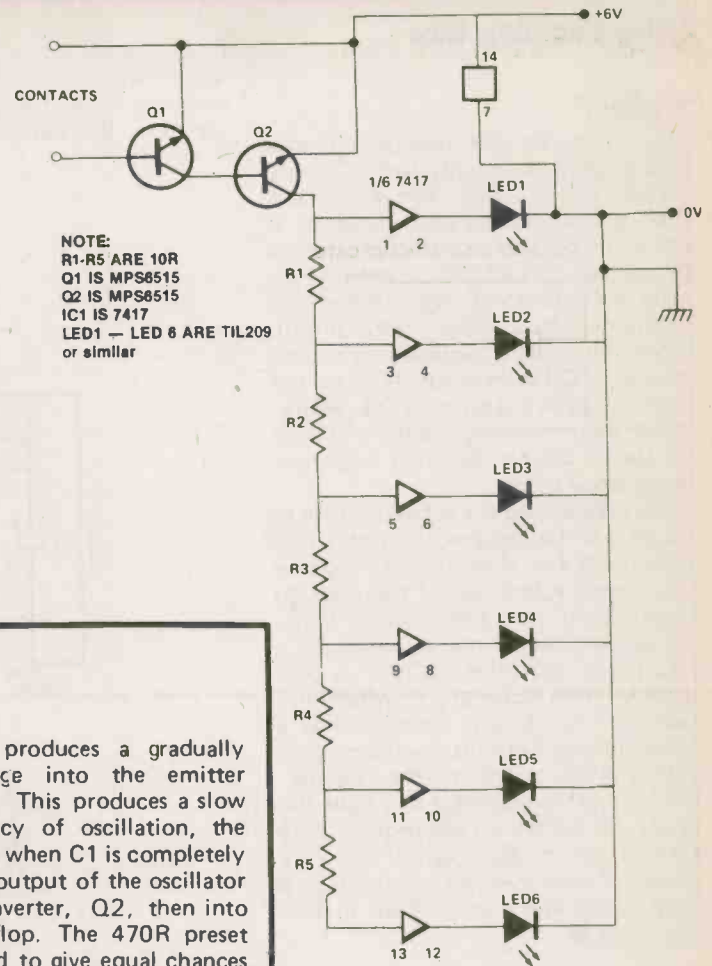 +6V
14
CONTACTS
Q1
Q2
7
1/6 7417
LED1
0V
1 2
NOTE:
R1-R5 ARE 10R
Q1 IS MPS6515
Q2 IS MPS6515
IC1 IS 7417
LED1 — LED 6 ARE TIL209
or similar
R1
LED2
3 4
R2
LED3
5 6
R3
LED4
9 8
R4
LED5
11 10
R5
LED6
13 12
produces a gradually
into the emitter
This produces a slow
of oscillation, the
when C1 is completely
output of the oscillator
Q2, then into
The 470R preset
to give equal chances